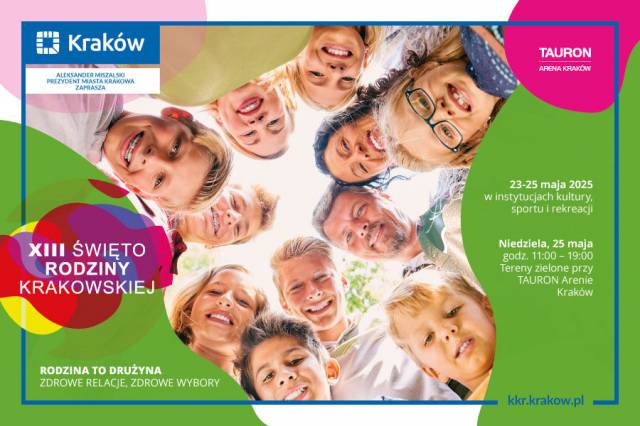 Kraków
ALEKSANDER MISZALSKI
PREZYDENT MIASTA KRAKOWA
ZAPRASZA
TAURON
ARENA KRAKÓW
23-25 maja 2025
w instytucjach kultury,
sportu i rekreacji
Niedziela, 25 maja
godz. 11:00 – 19:00
Tereny zielone przy
TAURON Arenie
Kraków
XIII ŚWIĘTO
RODZINY
KRAKOWSKIEJ
RODZINA TO DRUŻYNA
ZDROWE RELACJE, ZDROWE WYBORY
kkr.krakow.pl